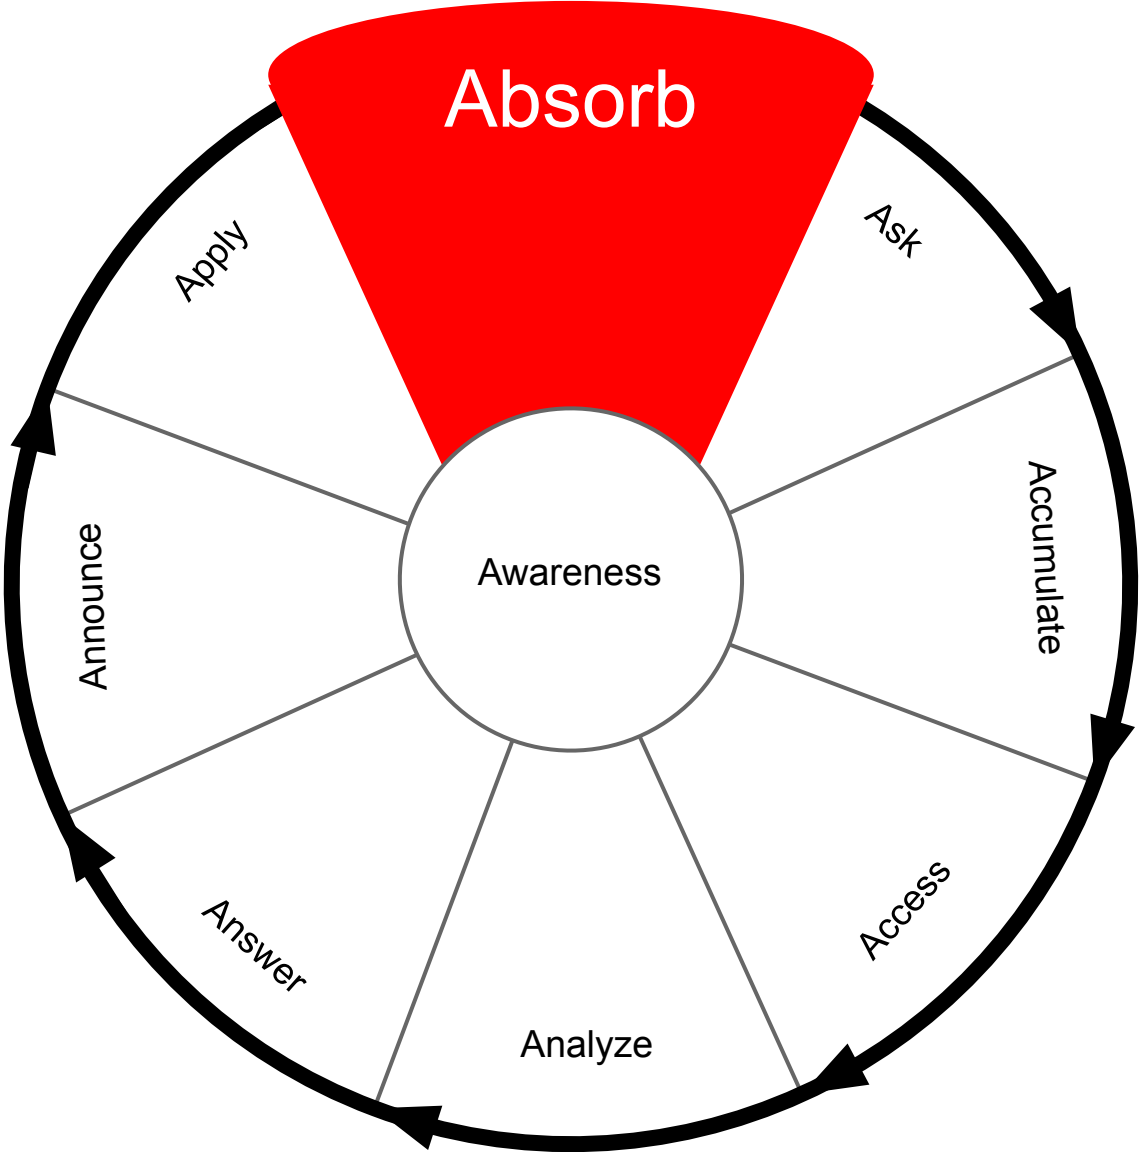 Absorb
Ask
Accumulate
Access
Analyze
Answer
Announce
Apply
Awareness